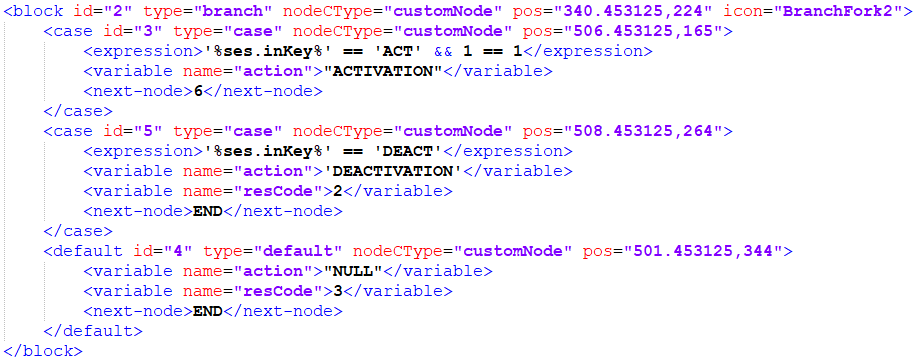 <block id="2" type="branch" nodeCType="customNode" pos="340.453125,224" icon="BranchFork2">
<case id="3" type="case" nodeCType="customNode" pos="506.453125,165">
<expression>'%ses.inKey%' == 'ACT' && 1 == 1</expression>
<variable name="action">"ACTIVATION"</variable>
<next-node>6</next-node>
</case>
<case id="5" type="case" nodeCType="customNode" pos="508.453125,264">
<expression>'%ses.inKey%' == 'DEACT'</expression>
<variable name="action">'DEACTIVATION'</variable>
<variable name="resCode">2</variable>
<next-node>END</next-node>
</case>
<default id="4" type="default" nodeCType="customNode" pos="501.453125,344">
<variable name="action">"NULL"</variable>
<variable name="resCode">3</variable>
<next-node>END</next-node>
</default>
</block>